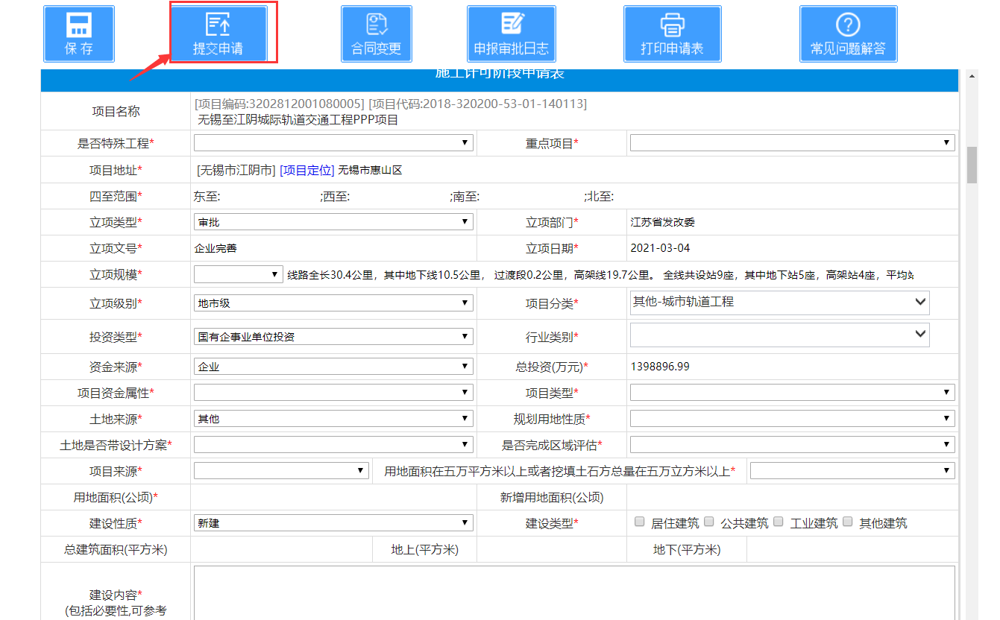 保 存
提交申请
合同变更
申报审批日志
打印申请表
常见问题解答
施工许可阶段申请表
项目名称
[项目编码:3202812001080005] [项目代码:2018-320200-53-01-140113]
无锡至江阴城际轨道交通工程PPP项目
是否特殊工程*
重点项目*
项目地址*
[无锡市江阴市] [项目定位] 无锡市惠山区
四至范围*
东至: ;西至: ;南至: ;北至:
立项类型*
审批
立项部门*
江苏省发改委
立项文号*
企业完善
立项日期*
2021-03-04
立项规模*
线路全长30.4公里，其中地下线10.5公里， 过渡段0.2公里，高架线19.7公里。 全线共设站9座，其中地下站5座，高架站4座，平均站
立项级别*
地市级
项目分类*
其他-城市轨道工程
投资类型*
国有企事业单位投资
行业类别*
资金来源*
企业
总投资(万元)*
1398896.99
项目资金属性*
项目类型*
土地来源*
其他
规划用地性质*
土地是否带设计方案*
是否完成区域评估*
项目来源*
用地面积在五万平方米以上或者挖填土石方总量在五万立方米以上*
用地面积(公顷)*
新增用地面积(公顷)
建设性质*
新建
建设类型*
居住建筑 公共建筑 工业建筑 其他建筑
总建筑面积(平方米)
地上(平方米)
地下(平方米)
建设内容*
(包括必要性,可参考